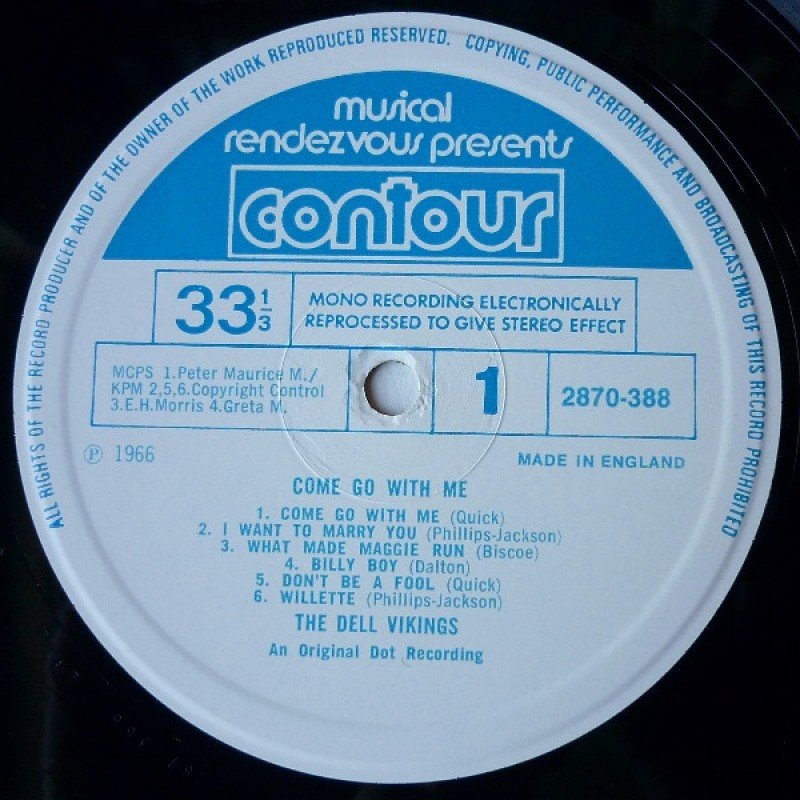 ALL RIGHTS OF THE RECORD PRODUCER AND OF THE OWNER OF THE WORK REPRODUCED RESERVED. COPYING, PUBLIC PERFORMANCE AND BROADCASTING OF THIS RECORD PROHIBITED
musical
rendezvous presents
contour
33 1/3
MONO RECORDING ELECTRONICALLY
REPROCESSED TO GIVE STEREO EFFECT
MCPS 1.Peter Maurice M./
KPM 2,5,6.Copyright Control
3.E.H.Morris 4.Greta M.
1
2870-388
℗ 1966
MADE IN ENGLAND
COME GO WITH ME
1. COME GO WITH ME (Quick)
2. I WANT TO MARRY YOU (Phillips-Jackson)
3. WHAT MADE MAGGIE RUN (Biscoe)
4. BILLY BOY (Dalton)
5. DON'T BE A FOOL (Quick)
6. WILLETTE (Phillips-Jackson)
THE DELL VIKINGS
An Original Dot Recording